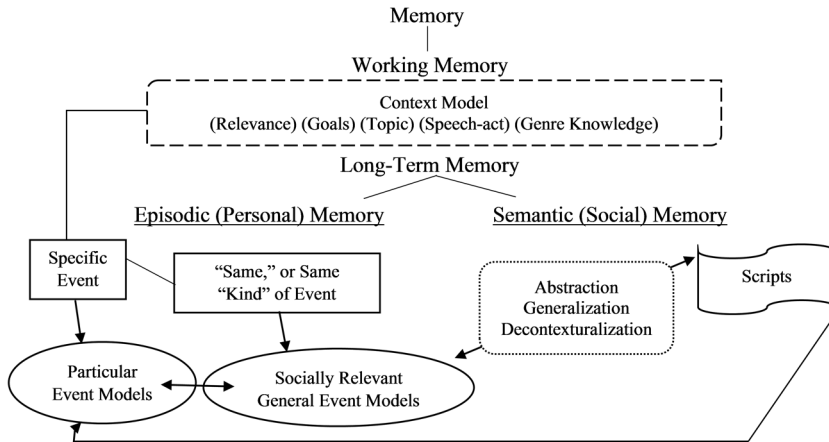 Memory
Working Memory
Context Model
(Relevance) (Goals) (Topic) (Speech-act) (Genre Knowledge)
Long-Term Memory
Episodic (Personal) Memory
Semantic (Social) Memory
Specific
Event
“Same,” or Same
“Kind” of Event
Abstraction
Generalization
Decontexturalization
Scripts
Particular
Event Models
Socially Relevant
General Event Models